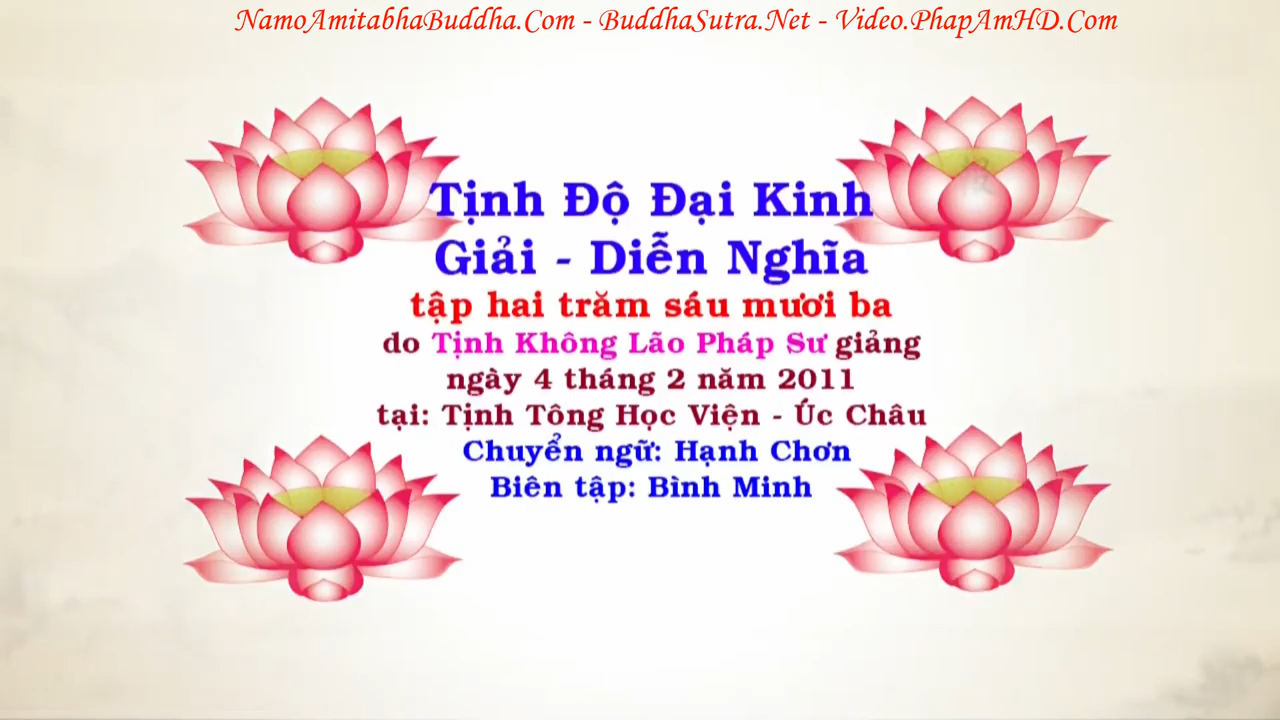 NamoAmitabhaBuddha.Com - BuddhaSutra.Net - Video.PhapAmHD.Com
Tịnh Độ Đại Kinh
Giải - Diễn Nghĩa
tập hai trăm sáu mươi ba
do Tịnh Không Lão Pháp Sư giảng
ngày 4 tháng 2 năm 2011
tại: Tịnh Tông Học Viện - Úc Châu
Chuyển ngữ: Hạnh Chơn
Biên tập: Bình Minh